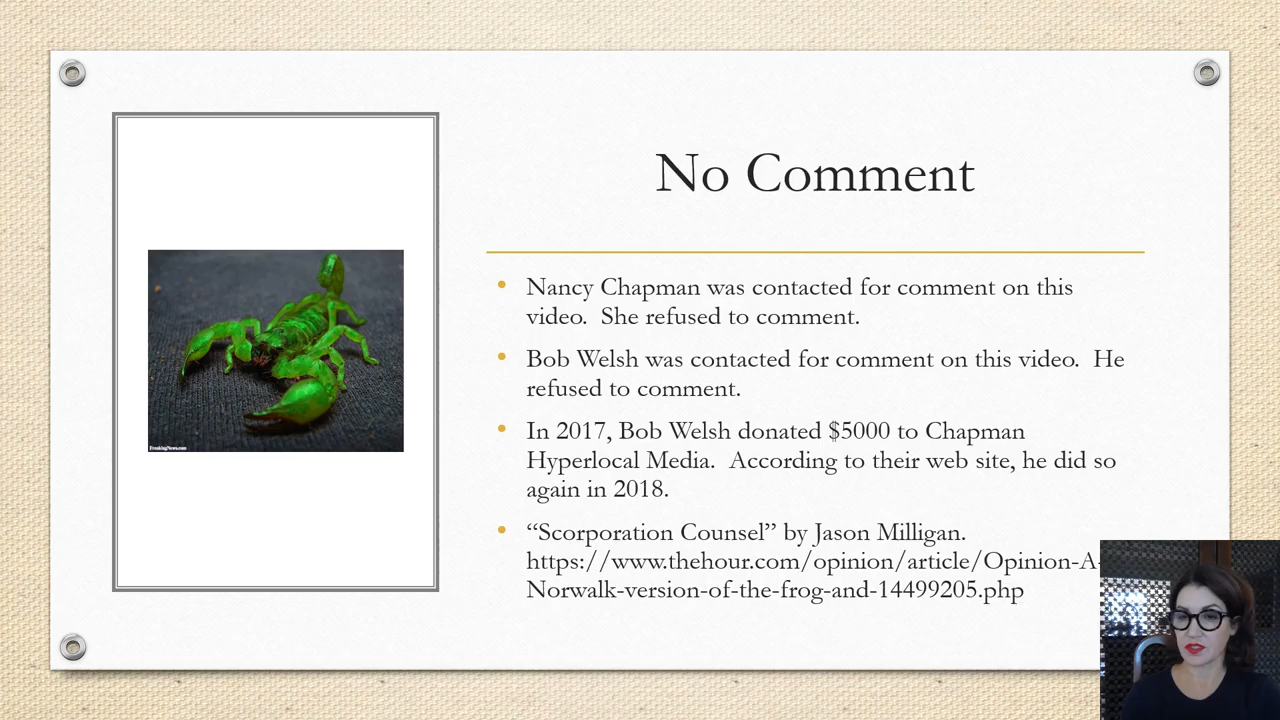 No Comment
Nancy Chapman was contacted for comment on this
video.  She refused to comment.
Bob Welsh was contacted for comment on this video.  He
refused to comment.
In 2017, Bob Welsh donated $5000 to Chapman
Hyperlocal Media.  According to their web site, he did so
again in 2018.
“Scorporation Counsel” by Jason Milligan.
https://www.thehour.com/opinion/article/Opinion-A-
Norwalk-version-of-the-frog-and-14499205.php
FreakingNews.com